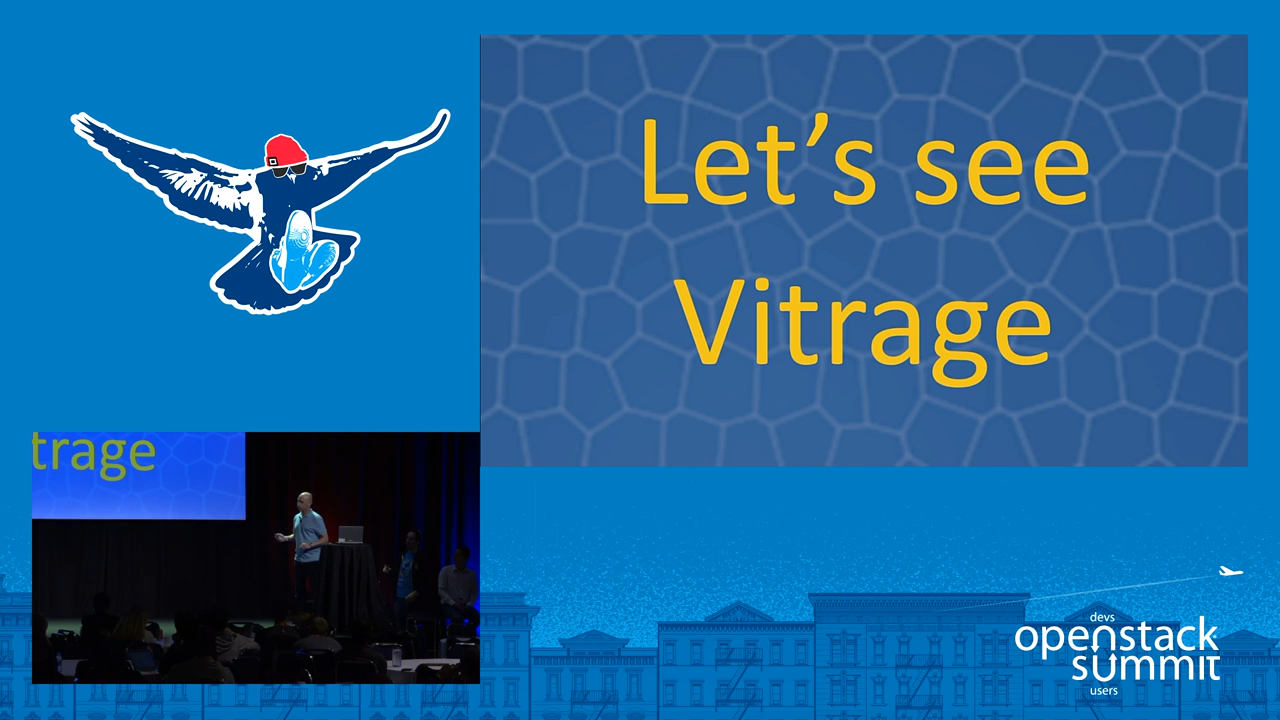 Let’s see
Vitrage
trage
devs
openstack
summit
users